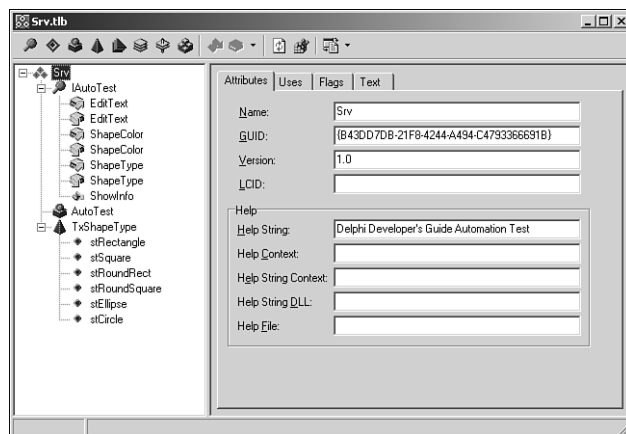 Srv.tlb
Srv
IAutoTest
EditText
EditText
ShapeColor
ShapeColor
ShapeType
ShapeType
ShowInfo
AutoTest
TxShapeType
stRectangle
stSquare
stRoundRect
stRoundSquare
stEllipse
stCircle
Attributes Uses Flags Text
Name: Srv
GUID: {B43DD7DB-21F8-4244-A494-C4793366691B}
Version: 1.0
LCID:
Help
Help String: Delphi Developer's Guide Automation Test
Help Context:
Help String Context:
Help String DLL:
Help File: